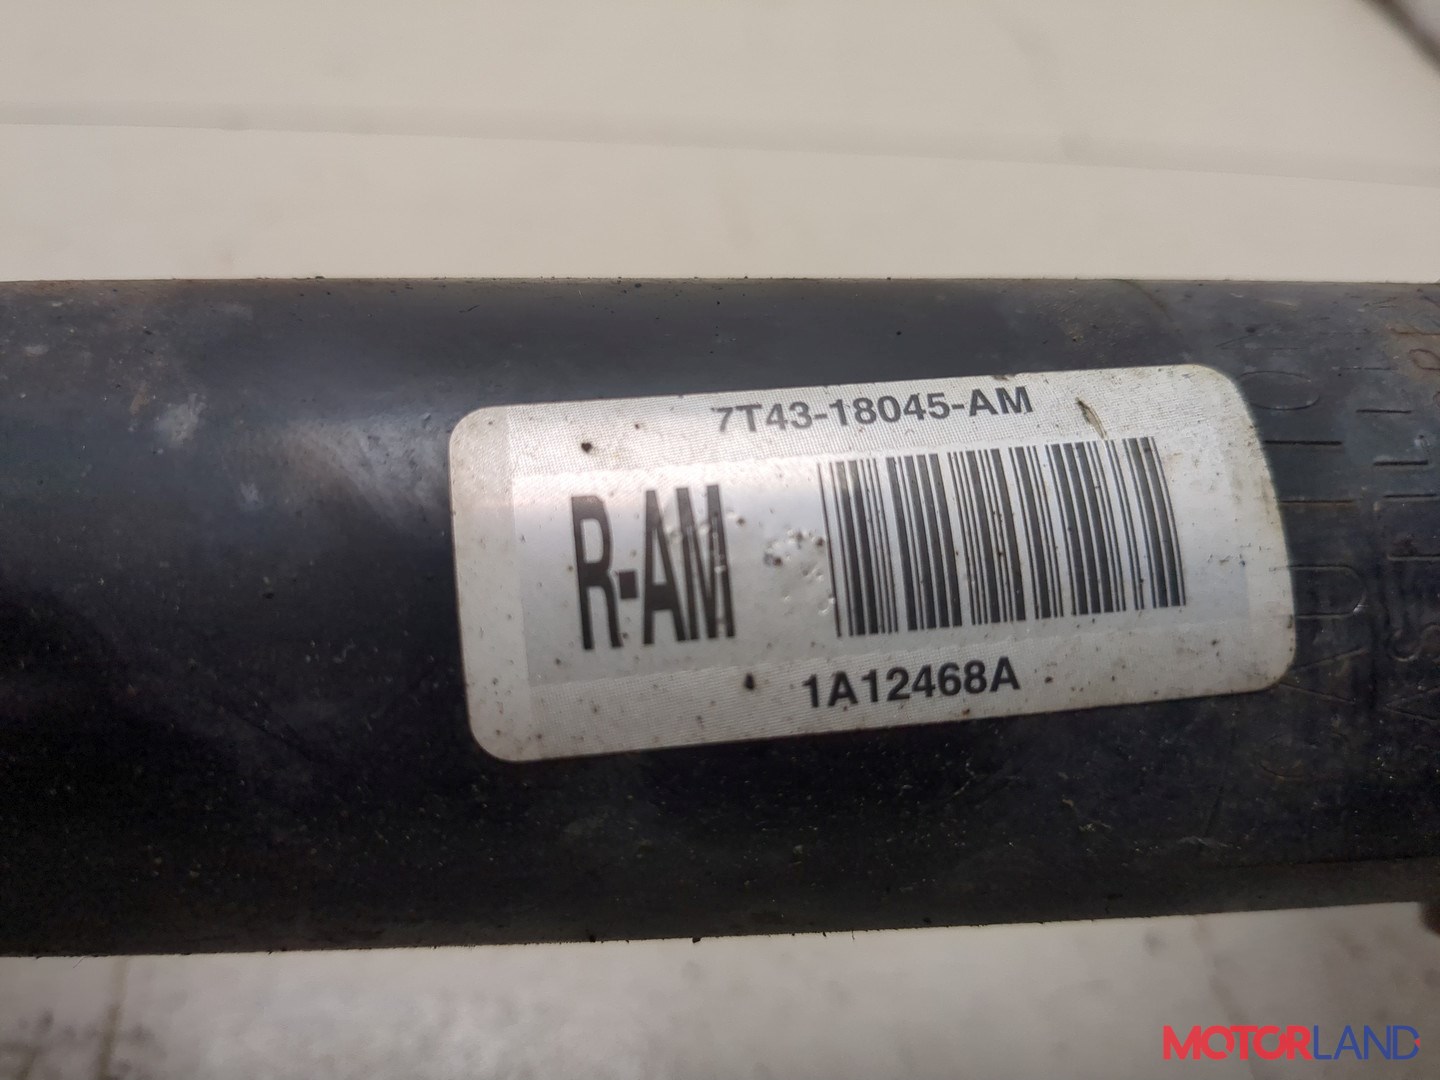 7T43-18045-AM
R-AM
1A12468A
MOTORLAND